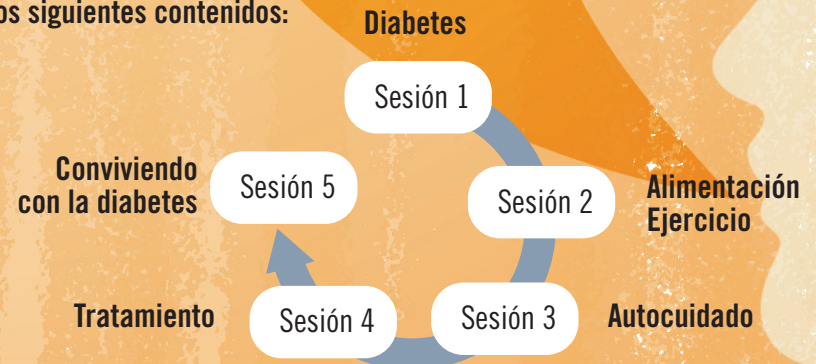 os siguientes contenidos:
Diabetes
Sesión 1
Conviviendo
con la diabetes
Sesión 5
Sesión 2
Alimentación
Ejercicio
Tratamiento
Sesión 4
Sesión 3
Autocuidado